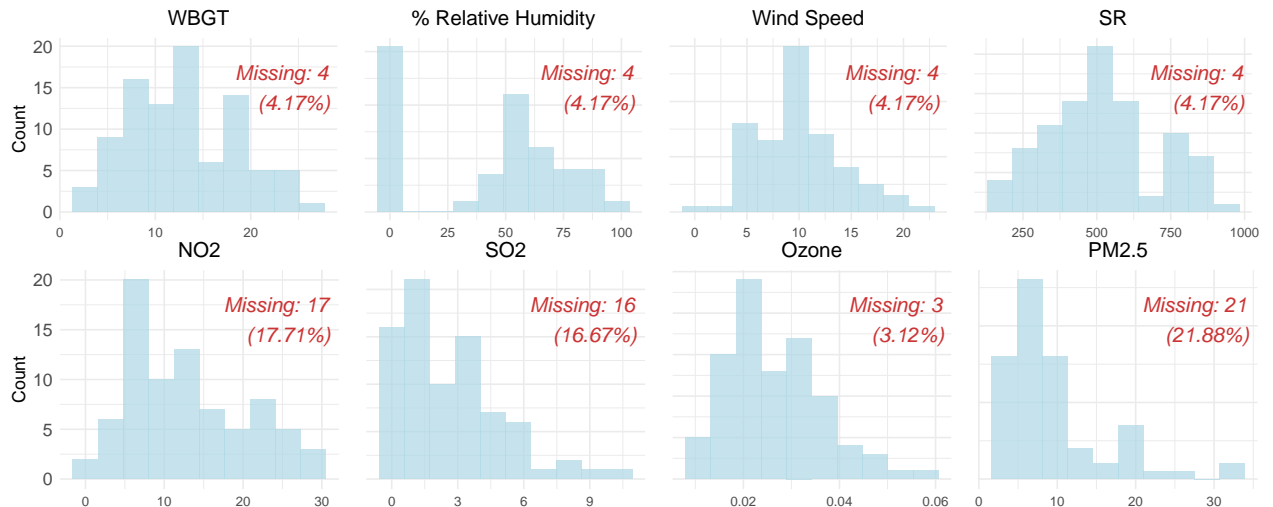 WBGT
% Relative Humidity
Wind Speed
SR
Count
20
15
10
5
0
Missing: 4
(4.17%)
Missing: 4
(4.17%)
Missing: 4
(4.17%)
Missing: 4
(4.17%)
0 10 20
0 25 50 75 100
0 5 10 15 20
250 500 750 1000
NO2
SO2
Ozone
PM2.5
Count
20
15
10
5
0
Missing: 17
(17.71%)
Missing: 16
(16.67%)
Missing: 3
(3.12%)
Missing: 21
(21.88%)
0 10 20 30
0 3 6 9
0.02 0.04 0.06
0 10 20 30